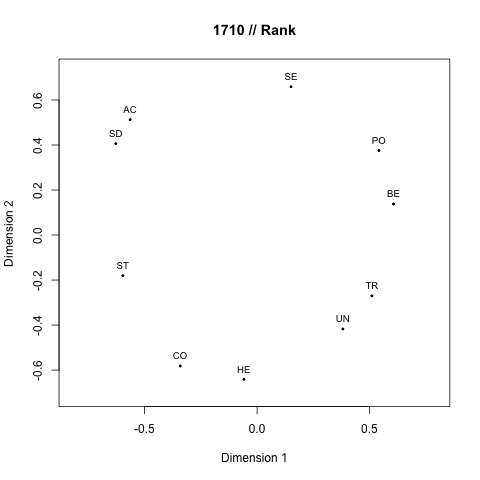 1710 // Rank
SE
AC
SD
PO
BE
ST
TR
UN
CO
HE
0.6
0.4
0.2
0.0
-0.2
-0.4
-0.6
Dimension 2
-0.5 0.0 0.5
Dimension 1